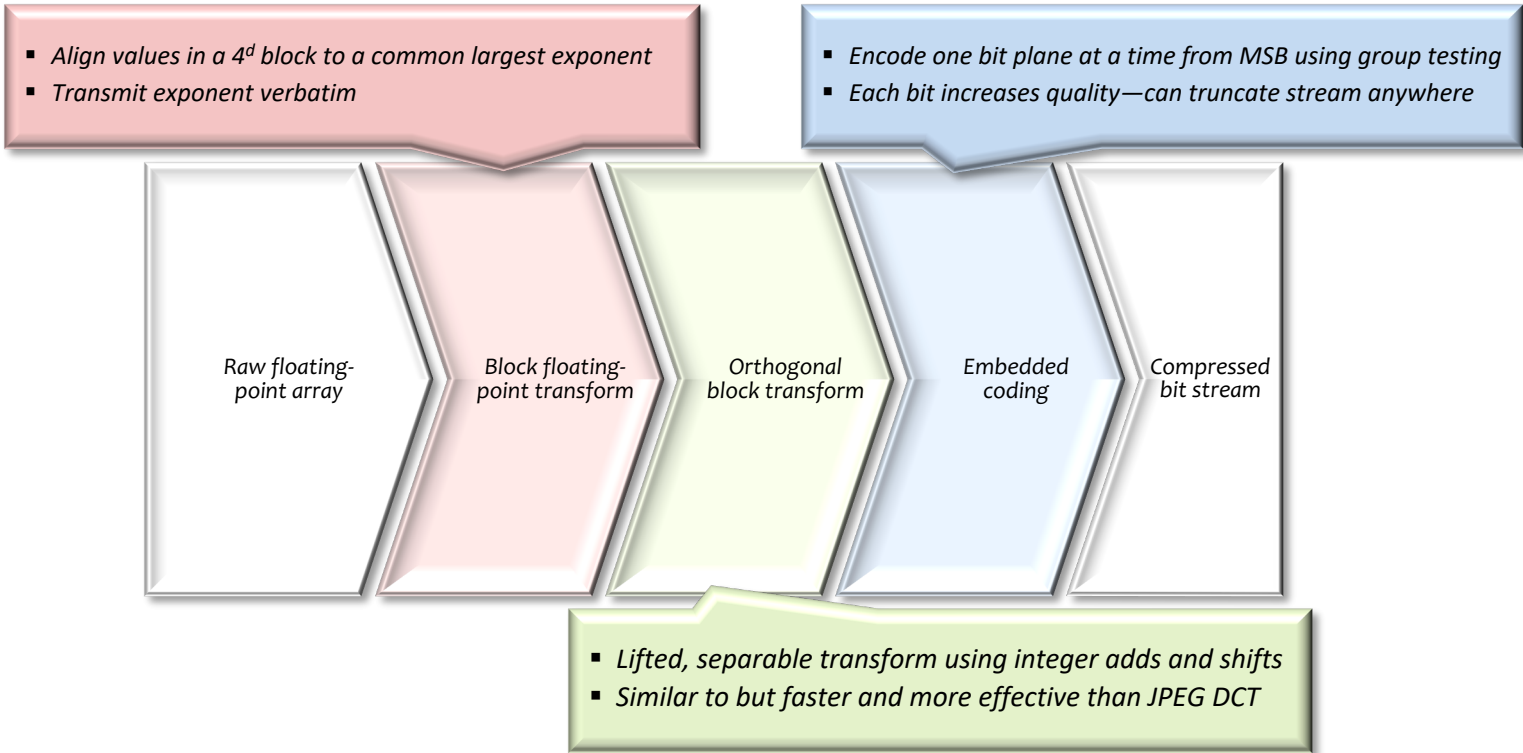 ▪ Align values in a 4ᵈ block to a common largest exponent
▪ Transmit exponent verbatim
▪ Encode one bit plane at a time from MSB using group testing
▪ Each bit increases quality—can truncate stream anywhere
Raw floating-
point array
Block floating-
point transform
Orthogonal
block transform
Embedded
coding
Compressed
bit stream
▪ Lifted, separable transform using integer adds and shifts
▪ Similar to but faster and more effective than JPEG DCT